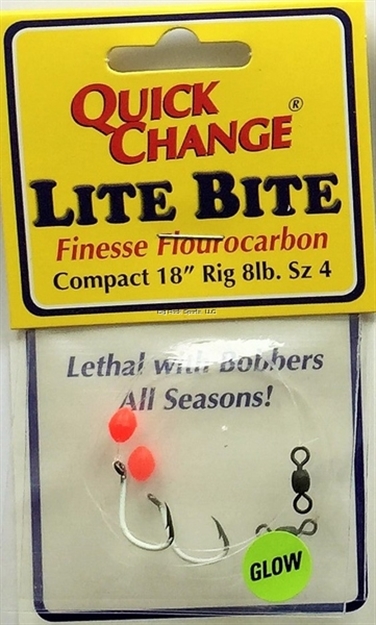 QUICK
CHANGE®
LITE BITE
Finesse Flourocarbon
Compact 18" Rig 8lb. Sz 4
Lethal with Bobbers
All Seasons!
GLOW